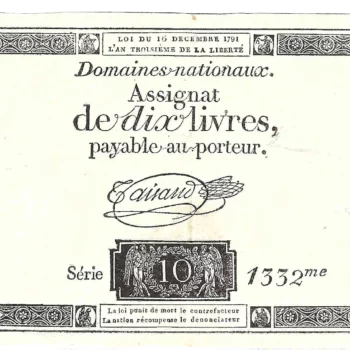 LOI DU 16 DECEMBRE 1791
L'AN TROISIÈME DE LA LIBERTÉ
Domaines nationaux.
Assignat
de dix livres,
payable au porteur.
Taisaud
Série 10 1332me
La loi punit de mort le contrefacteur
La nation récompense le dénonciateur